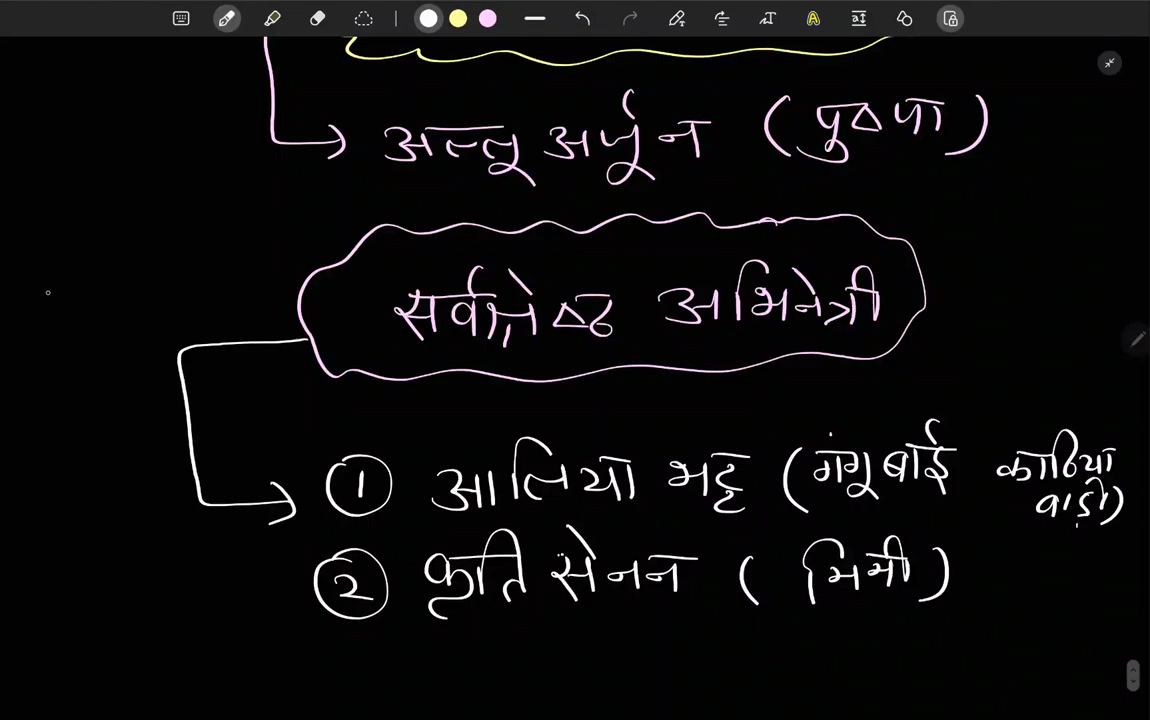 अल्लू अर्जून (पुष्पा)
सर्वश्रेष्ठ अभिनेत्री
① आलिया भट्ट (गंगूबाई काठियावाडी)
② कृति सेनन (मिमी)